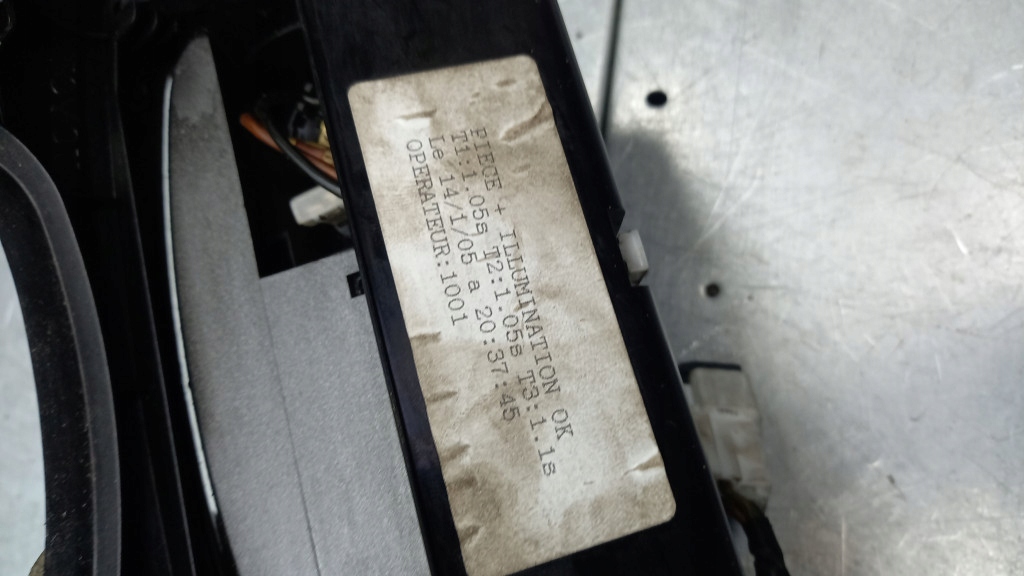 PIECE + ILLUMINATION OK
T1:1.05s T2:1.05s T3:1.1s
Le 14/1/05 a 20:37:45
OPERATEUR:1001